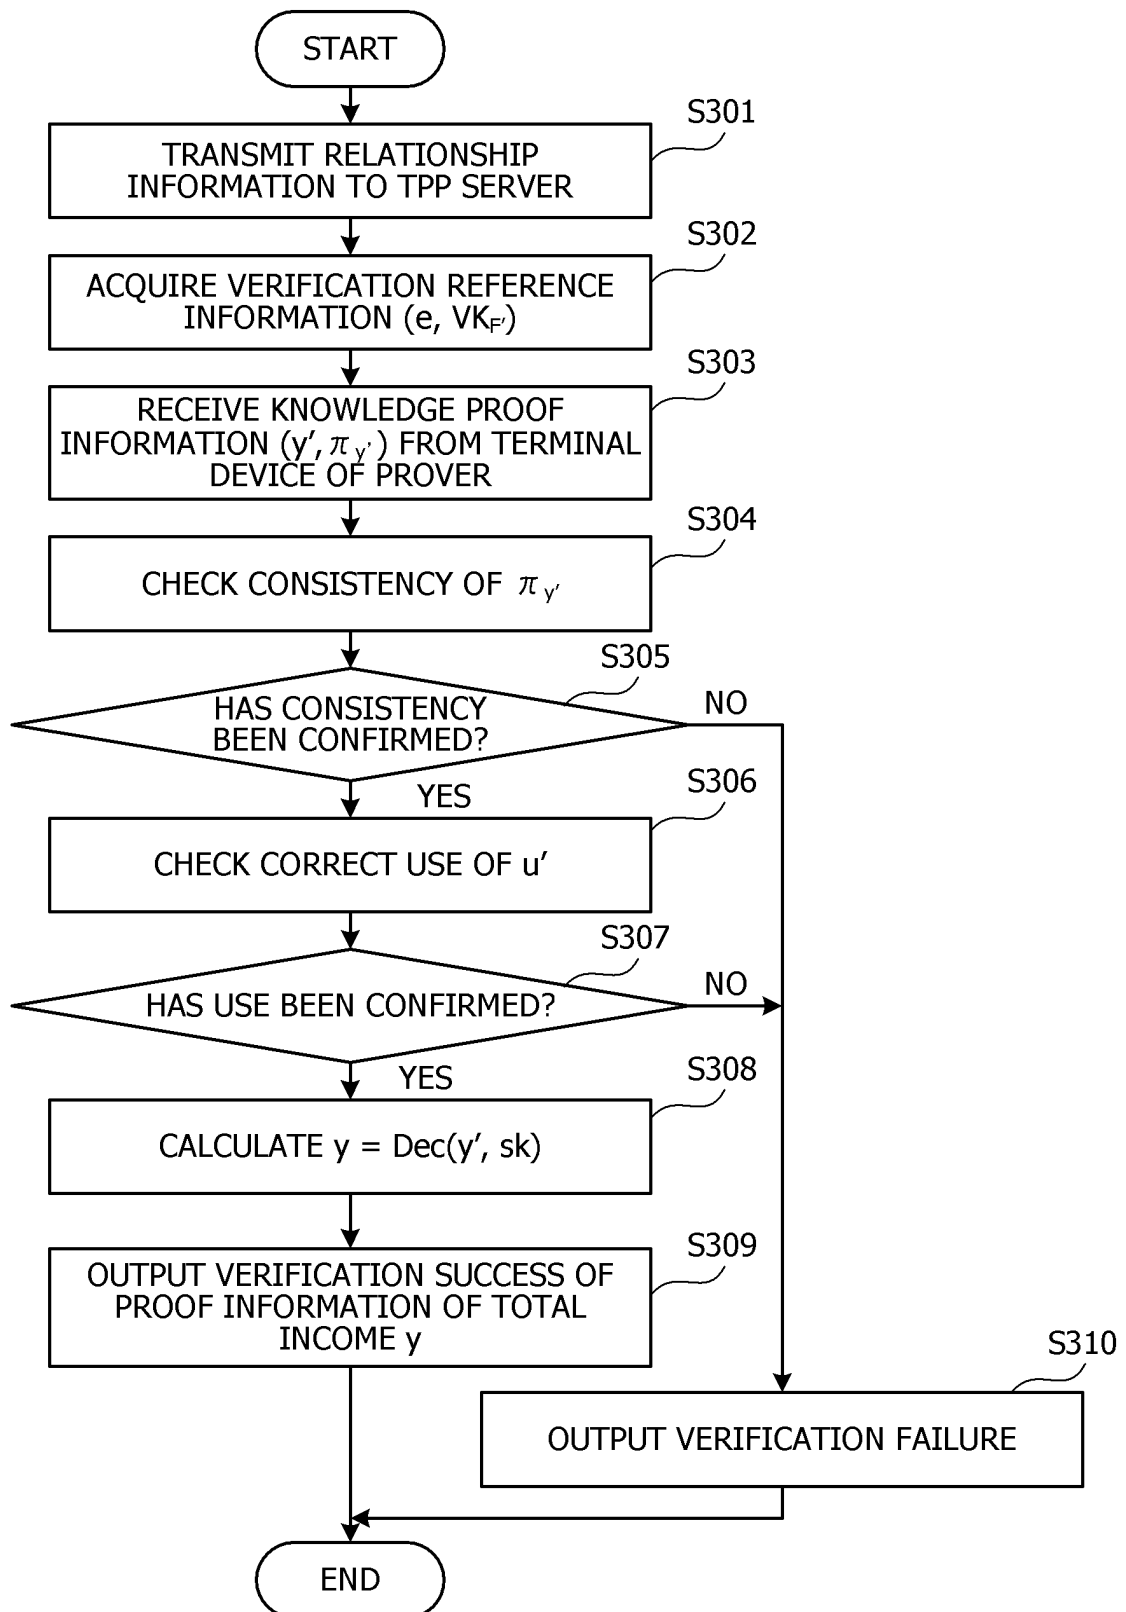 START
S301
TRANSMIT RELATIONSHIP
INFORMATION TO TPP SERVER
S302
ACQUIRE VERIFICATION REFERENCE
INFORMATION (e, VKF')
S303
RECEIVE KNOWLEDGE PROOF
INFORMATION (y', πy') FROM TERMINAL
DEVICE OF PROVER
S304
CHECK CONSISTENCY OF πy'
S305
HAS CONSISTENCY
BEEN CONFIRMED?
NO
YES
S306
CHECK CORRECT USE OF u'
S307
HAS USE BEEN CONFIRMED?
NO
YES
S308
CALCULATE y = Dec(y', sk)
S309
OUTPUT VERIFICATION SUCCESS OF
PROOF INFORMATION OF TOTAL
INCOME y
S310
OUTPUT VERIFICATION FAILURE
END